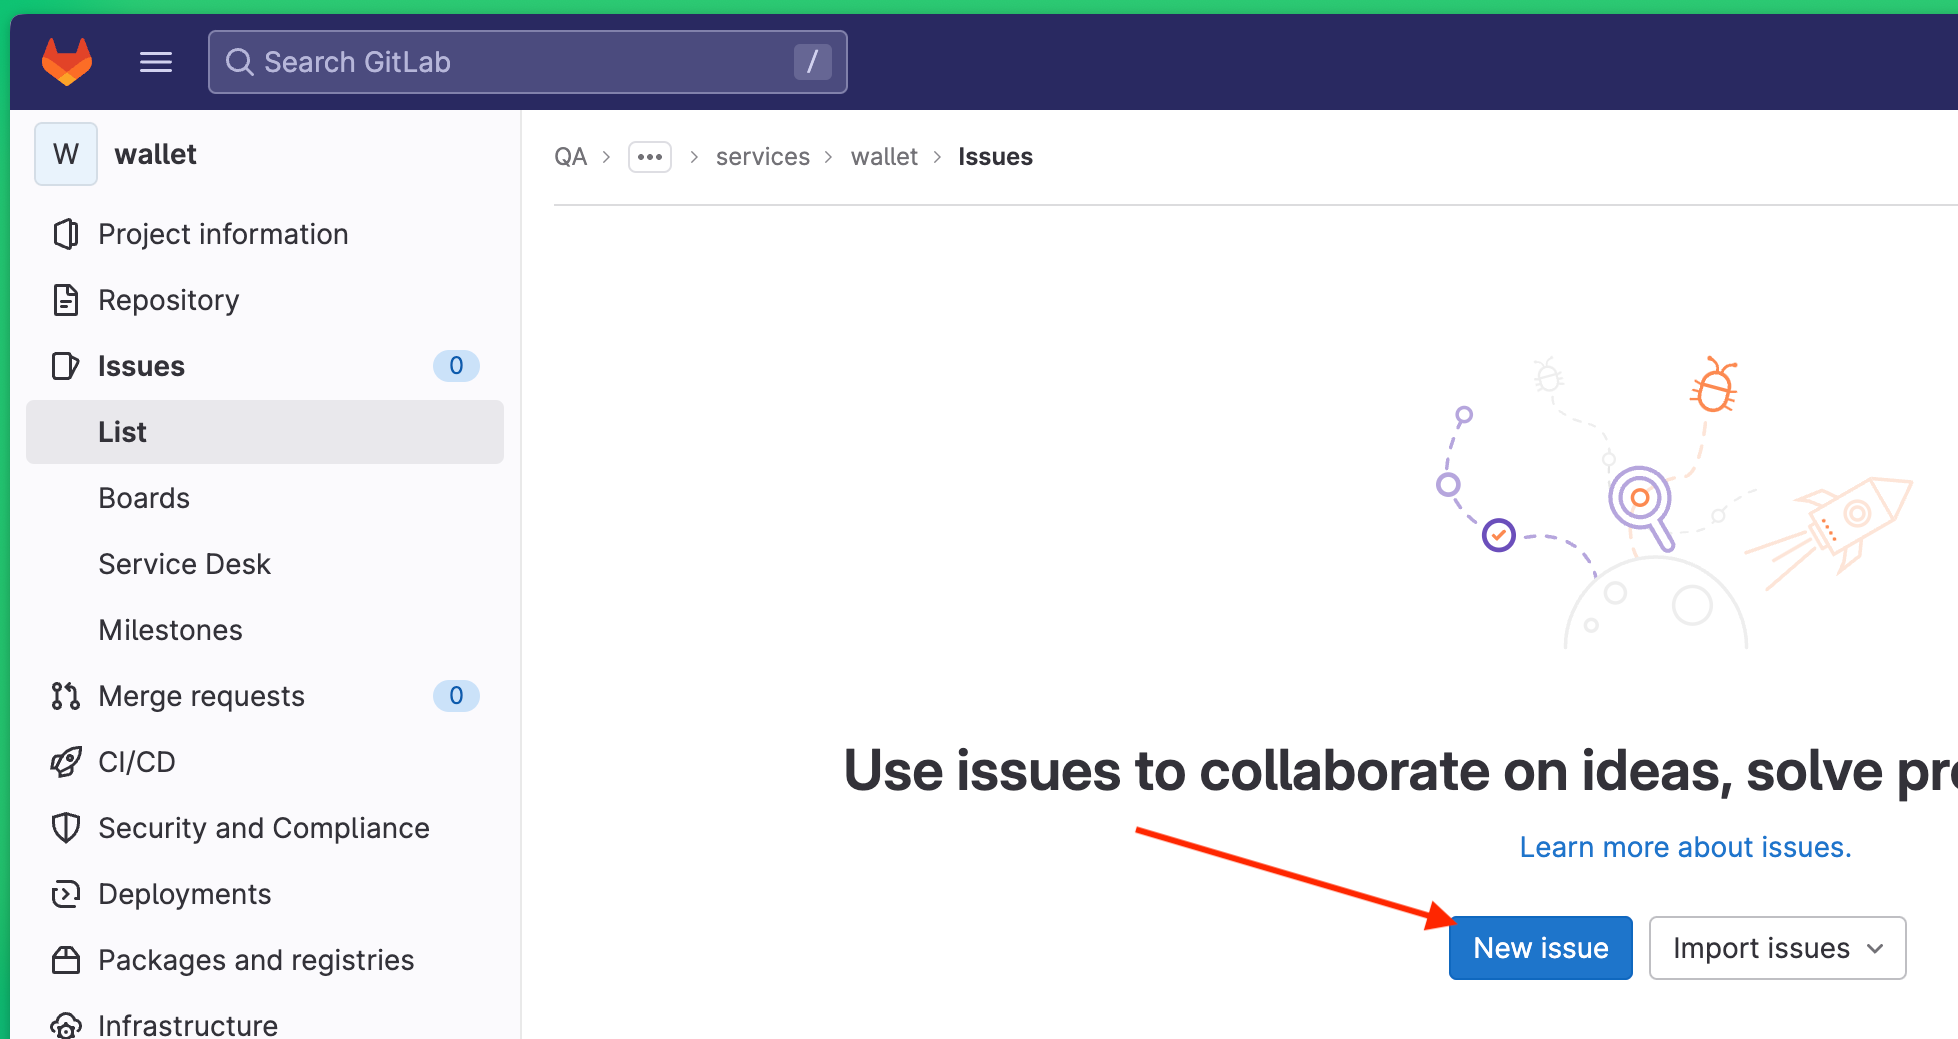 Search GitLab /
W wallet
Project information
Repository
Issues 0
List
Boards
Service Desk
Milestones
Merge requests 0
CI/CD
Security and Compliance
Deployments
Packages and registries
Infrastructure
QA > ••• > services > wallet > Issues
Use issues to collaborate on ideas, solve
Learn more about issues.
New issue
Import issues